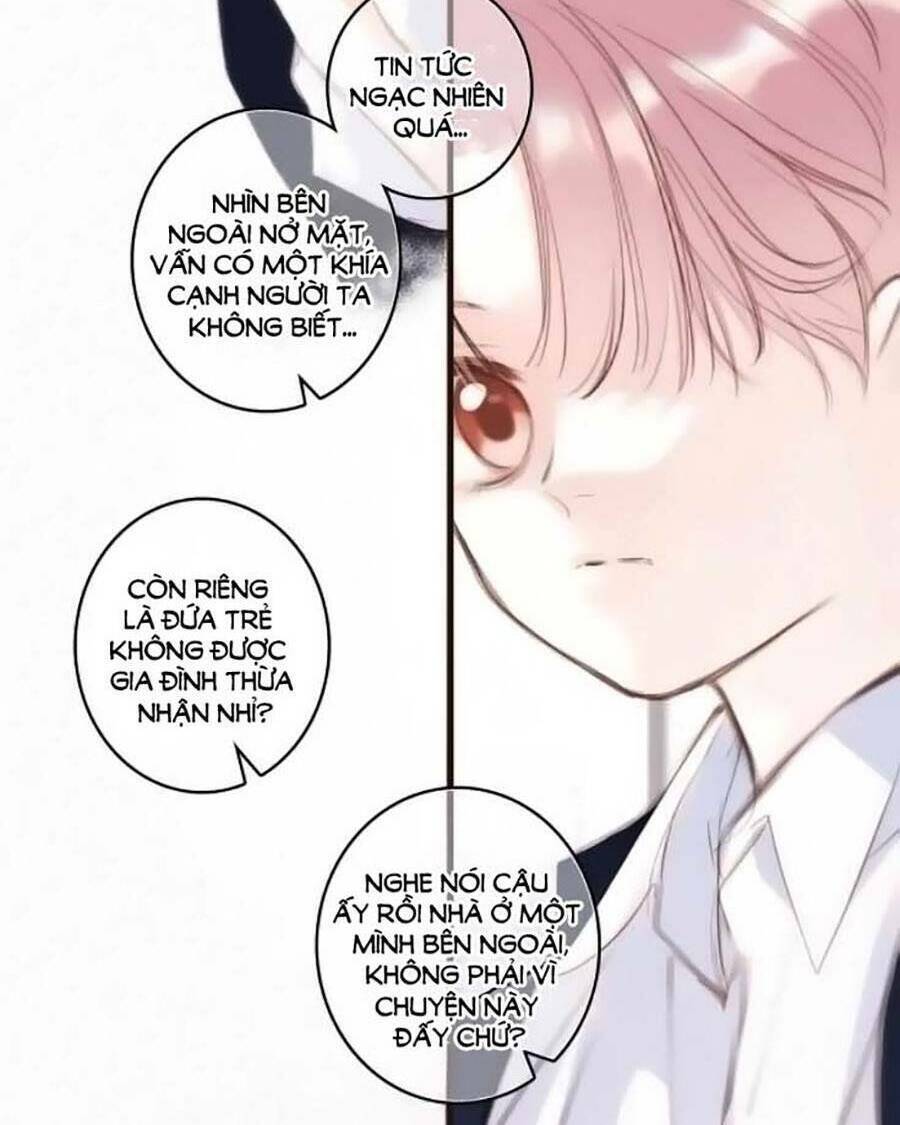 TIN TỨC
NGẠC NHIÊN
QUÁ...
NHÌN BÊN
NGOÀI NỞ MẶT,
VẪN CÓ MỘT KHÍA
CẠNH NGƯỜI TA
KHÔNG BIẾT...
CÒN RIÊNG
LÀ ĐỨA TRẺ
KHÔNG ĐƯỢC
GIA ĐÌNH THỪA
NHẬN NHỈ?
NGHE NÓI CẬU
ẤY RỒI NHÀ Ở MỘT
MÌNH BÊN NGOÀI,
KHÔNG PHẢI VÌ
CHUYỆN NÀY
ĐẤY CHỨ?